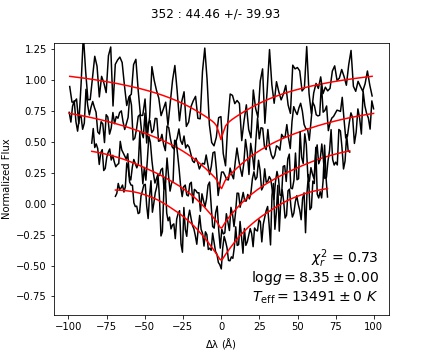 352 : 44.46 +/- 39.93
Normalized Flux
1.25
1.00
0.75
0.50
0.25
0.00
−0.25
−0.50
−0.75
χ²ᵣ = 0.73
log g = 8.35 ± 0.00
T_eff = 13491 ± 0 K
−100 −75 −50 −25 0 25 50 75 100
Δλ (Å)